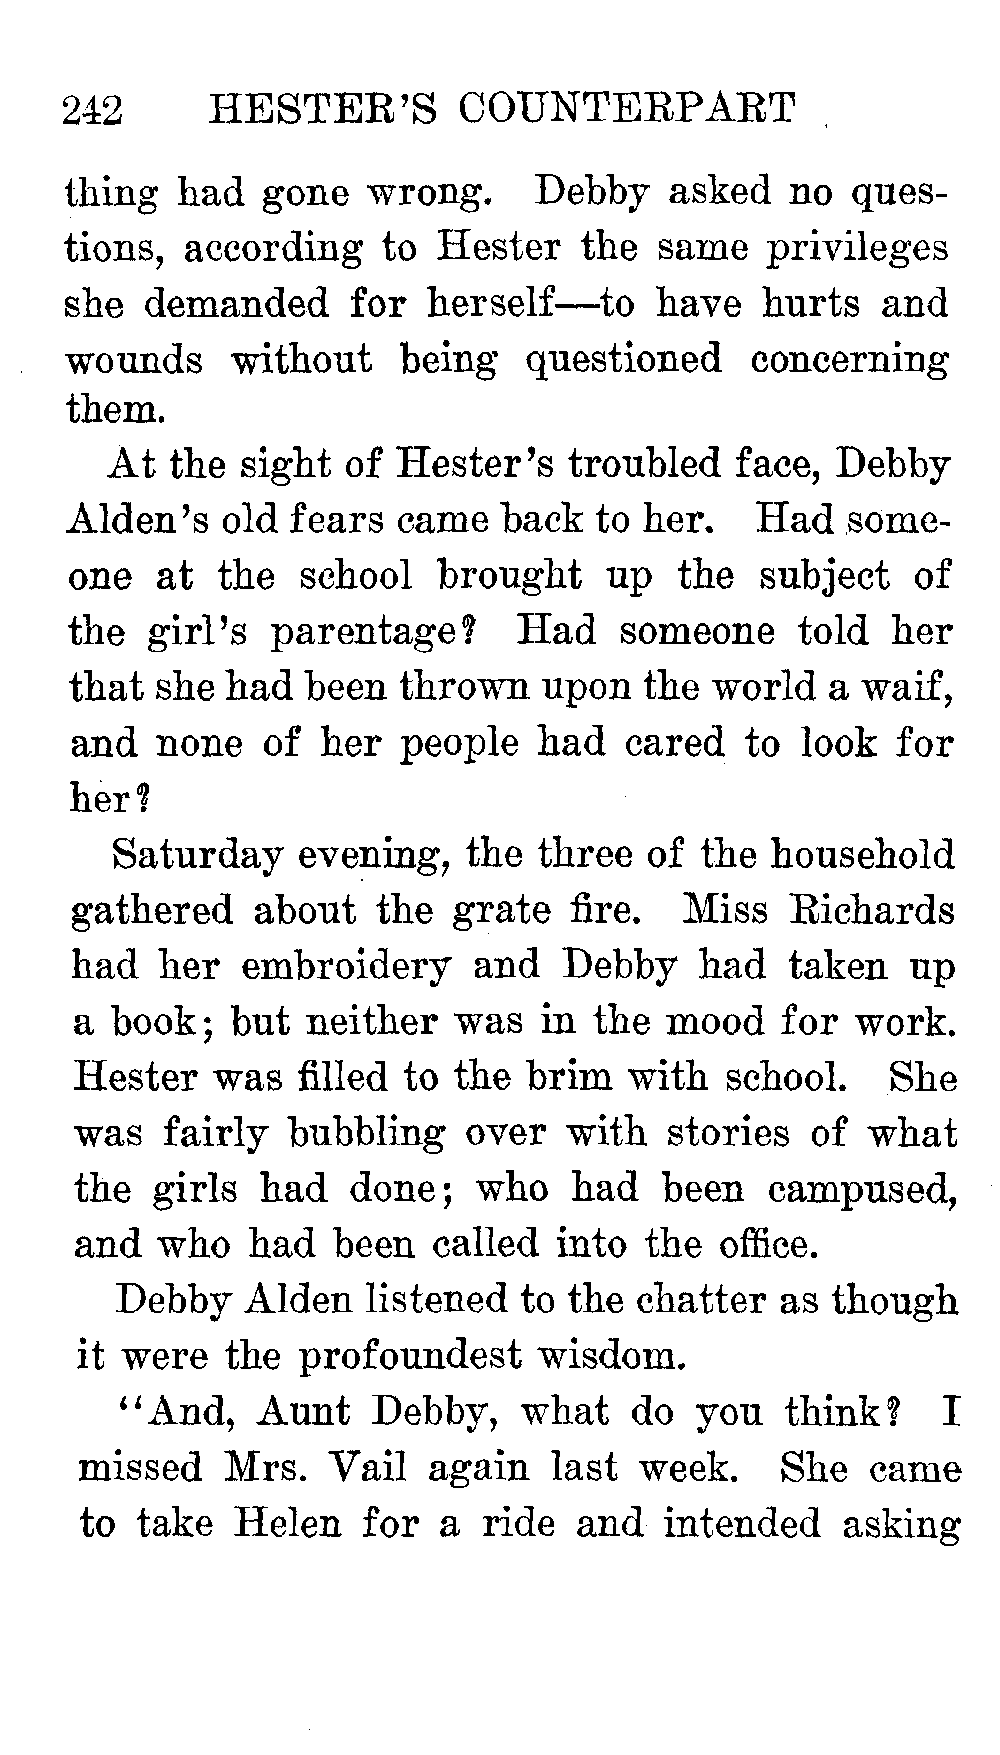 242 HESTER'S COUNTERPART
thing had gone wrong. Debby asked no ques-
tions, according to Hester the same privileges
she demanded for herself—to have hurts and
wounds without being questioned concerning
them.
At the sight of Hester's troubled face, Debby
Alden's old fears came back to her. Had some-
one at the school brought up the subject of
the girl's parentage? Had someone told her
that she had been thrown upon the world a waif,
and none of her people had cared to look for
her?
Saturday evening, the three of the household
gathered about the grate fire. Miss Richards
had her embroidery and Debby had taken up
a book; but neither was in the mood for work.
Hester was filled to the brim with school. She
was fairly bubbling over with stories of what
the girls had done; who had been campused,
and who had been called into the office.
Debby Alden listened to the chatter as though
it were the profoundest wisdom.
"And, Aunt Debby, what do you think? I
missed Mrs. Vail again last week. She came
to take Helen for a ride and intended asking